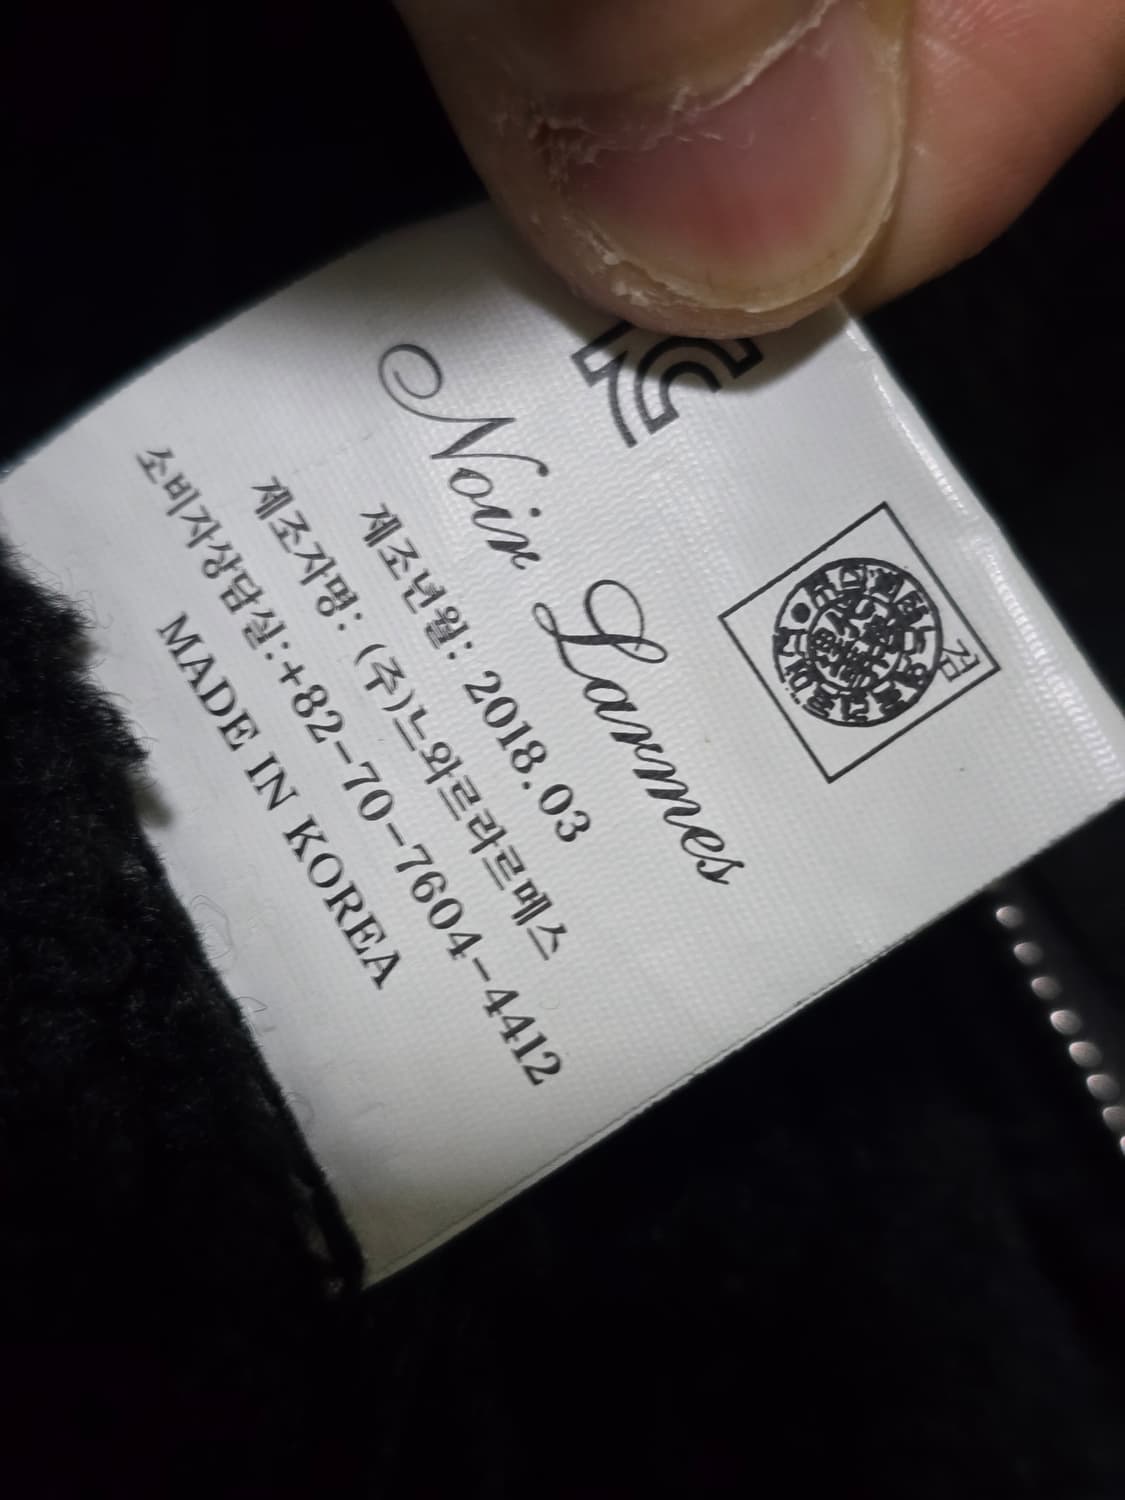 Noir Larmes
제조년월: 2018.03
제조자명: (주)느와르라르메스
소비자상담실:+82-70-7604-4412
MADE IN KOREA
검